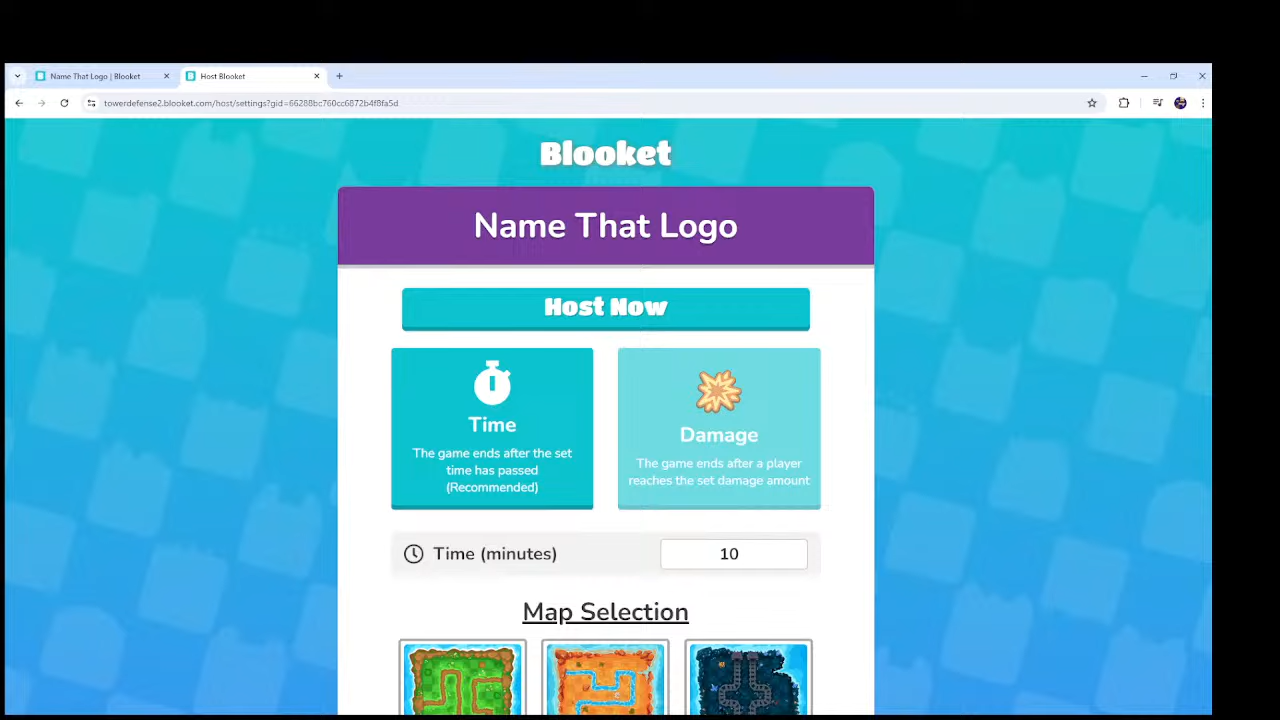 Name That Logo | Blooket
Host Blooket
towerdefense2.blooket.com/host/settings?gid=66288bc760cc6872b4f8fa5d
Blooket
Name That Logo
Host Now
Time
The game ends after the set
time has passed
(Recommended)
Damage
The game ends after a player
reaches the set damage amount
Time (minutes)
10
Map Selection